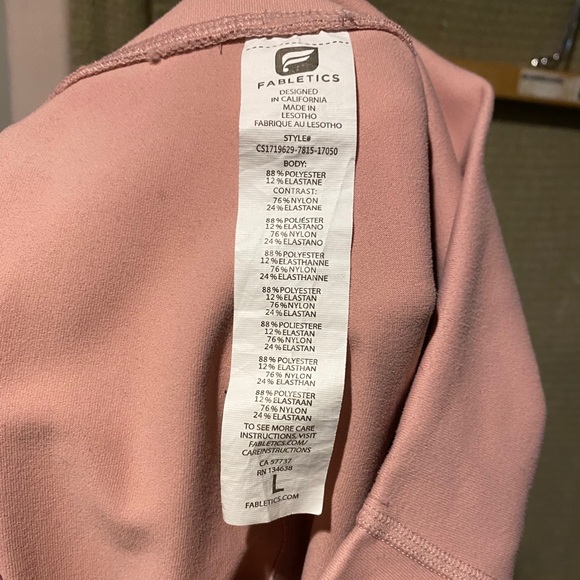 FABLETICS
DESIGNED
IN CALIFORNIA
MADE IN
LESOTHO
FABRIQUE AU LESOTHO
STYLE#
CS1719629-7815-17050
BODY:
88% POLYESTER
12% ELASTANE
CONTRAST:
76% NYLON
24% ELASTANE
88% POLIÉSTER
12% ELASTANO
76% NYLON
24% ELASTANO
88% POLYESTER
12% ELASTHANNE
76% NYLON
24% ELASTHANNE
88% POLYESTER
12% ELASTAN
76% NYLON
24% ELASTAN
88% POLIESTERE
12% ELASTAN
76% NYLON
24% ELASTAN
88% POLYESTER
12% ELASTHAN
76% NYLON
24% ELASTHAN
88% POLYESTER
12% ELASTAAN
76% NYLON
24% ELASTAAN
TO SEE MORE CARE
INSTRUCTIONS, VISIT
FABLETICS.COM/
CAREINSTRUCTIONS
CA 57737
RN 134638
L
FABLETICS.COM